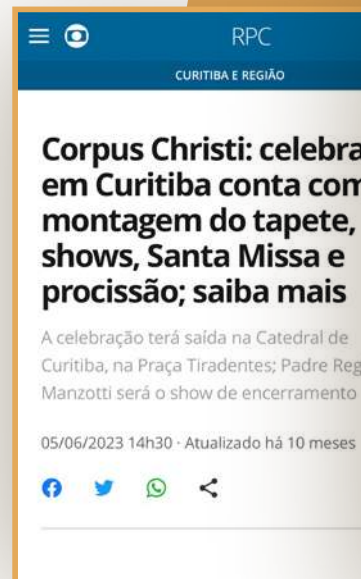 RPC
CURITIBA E REGIÃO
Corpus Christi: celebra
em Curitiba conta com
montagem do tapete,
shows, Santa Missa e
procissão; saiba mais
A celebração terá saída na Catedral de
Curitiba, na Praça Tiradentes; Padre Reg
Manzotti será o show de encerramento
05/06/2023 14h30 · Atualizado há 10 meses